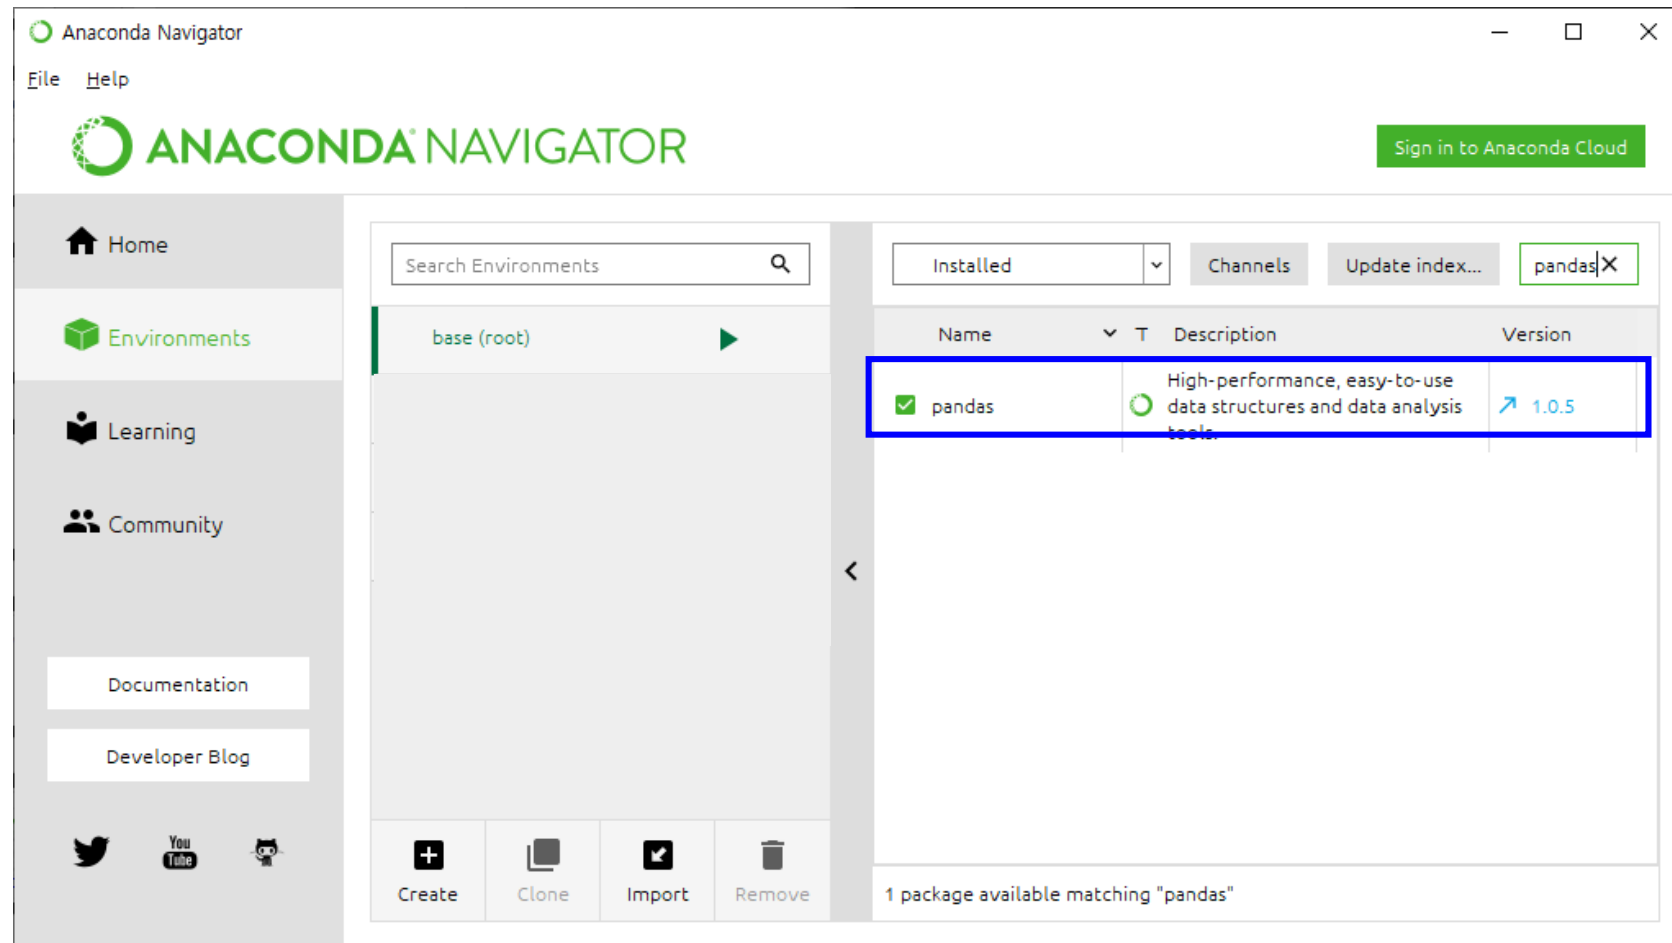 Anaconda Navigator
File Help
ANACONDA NAVIGATOR
Sign in to Anaconda Cloud
Home
Environments
Learning
Community
Documentation
Developer Blog
You
Tube
Search Environments
base (root)
Create Clone Import Remove
Installed Channels Update index... pandas
Name T Description Version
pandas
High-performance, easy-to-use
data structures and data analysis
tools.
1.0.5
1 package available matching "pandas"